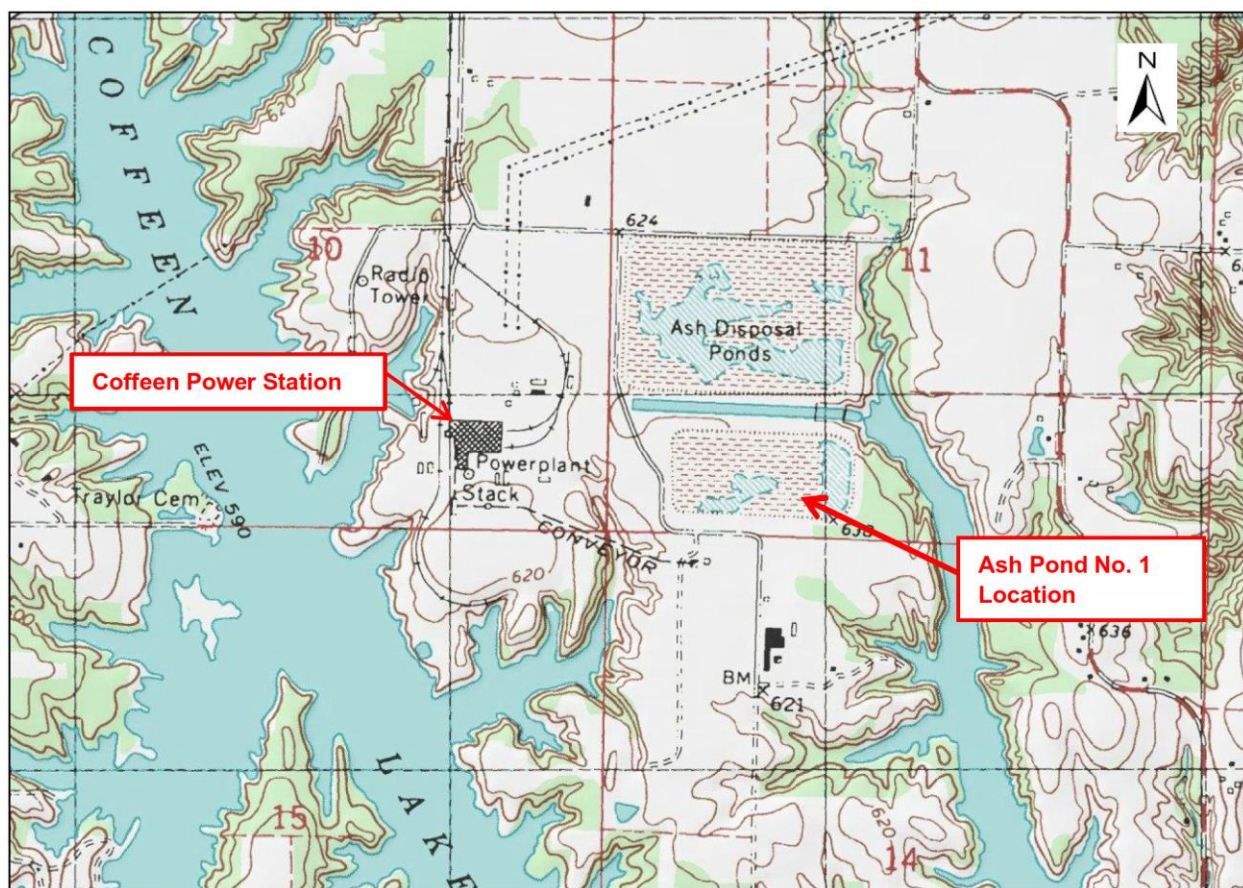 COFFEEN
N
624
10
11
Radio
Tower
Ash Disposal
Ponds
Coffeen Power Station
Powerplant
ELEV 590
Traylor Cem
Stack
CONVEYOR
Ash Pond No. 1
Location
620
636
BM
621
LAKE
15
620
14